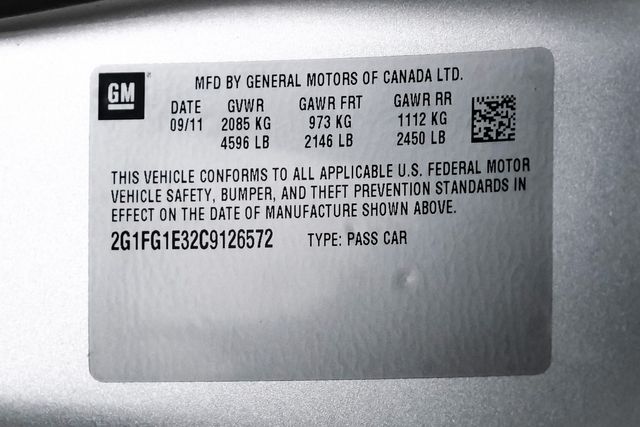 GM
MFD BY GENERAL MOTORS OF CANADA LTD.
DATE GVWR GAWR FRT GAWR RR
09/11 2085 KG 973 KG 1112 KG
4596 LB 2146 LB 2450 LB
THIS VEHICLE CONFORMS TO ALL APPLICABLE U.S. FEDERAL MOTOR
VEHICLE SAFETY, BUMPER, AND THEFT PREVENTION STANDARDS IN
EFFECT ON THE DATE OF MANUFACTURE SHOWN ABOVE.
2G1FG1E32C9126572 TYPE: PASS CAR